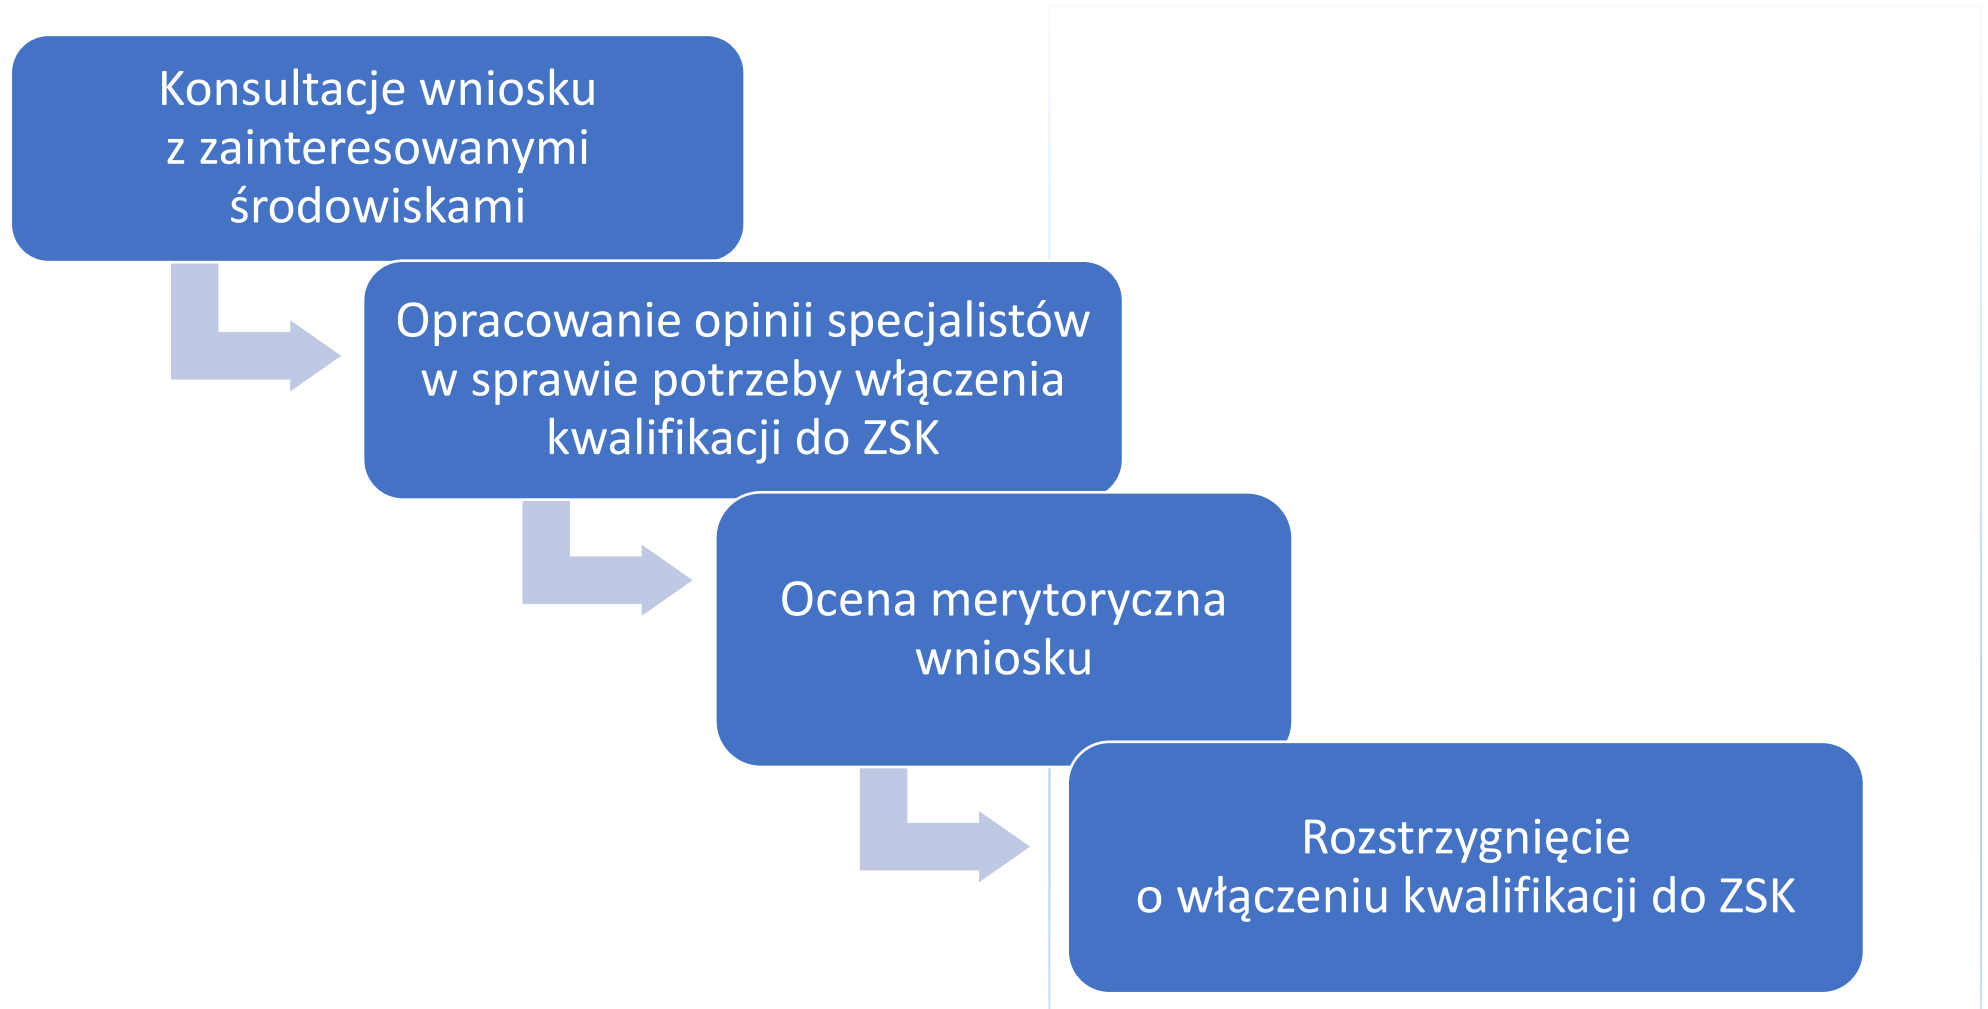 Konsultacje wniosku
z zainteresowanymi
środowiskami
Opracowanie opinii specjalistów
w sprawie potrzeby włączenia
kwalifikacji do ZSK
Ocena merytoryczna
wniosku
Rozstrzygnięcie
o włączeniu kwalifikacji do ZSK